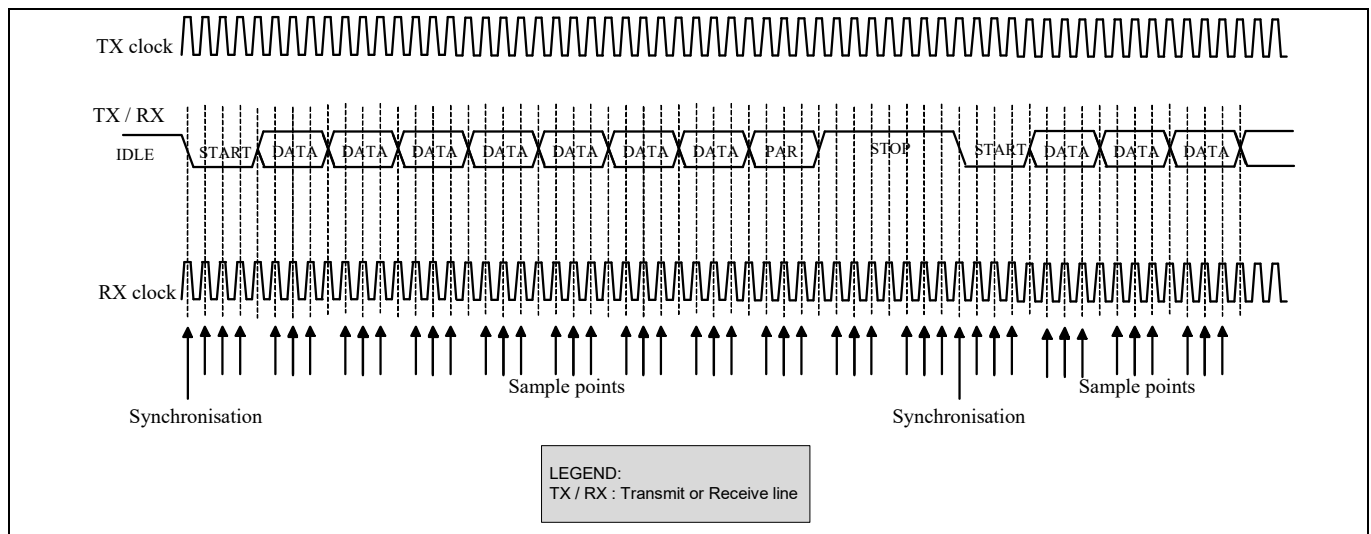 TX clock
TX / RX
IDLE
START DATA DATA DATA DATA DATA DATA DATA PAR STOP START DATA DATA DATA
RX clock
Sample points Sample points
Synchronisation Synchronisation
LEGEND:
TX / RX : Transmit or Receive line